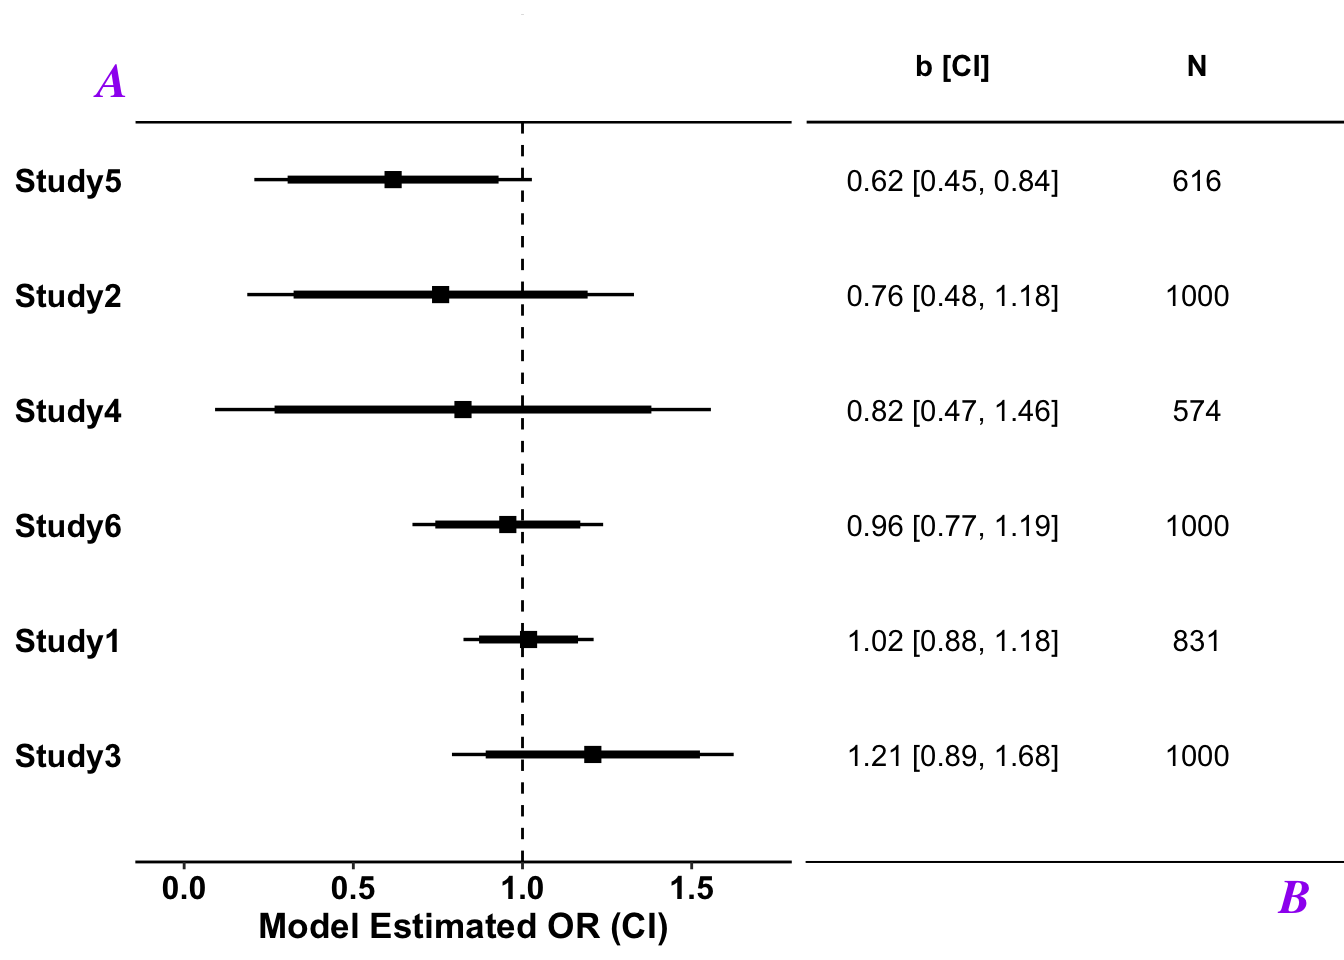 b [CI] N
A
Study5 0.62 [0.45, 0.84] 616
Study2 0.76 [0.48, 1.18] 1000
Study4 0.82 [0.47, 1.46] 574
Study6 0.96 [0.77, 1.19] 1000
Study1 1.02 [0.88, 1.18] 831
Study3 1.21 [0.89, 1.68] 1000
0.0 0.5 1.0 1.5
B
Model Estimated OR (CI)